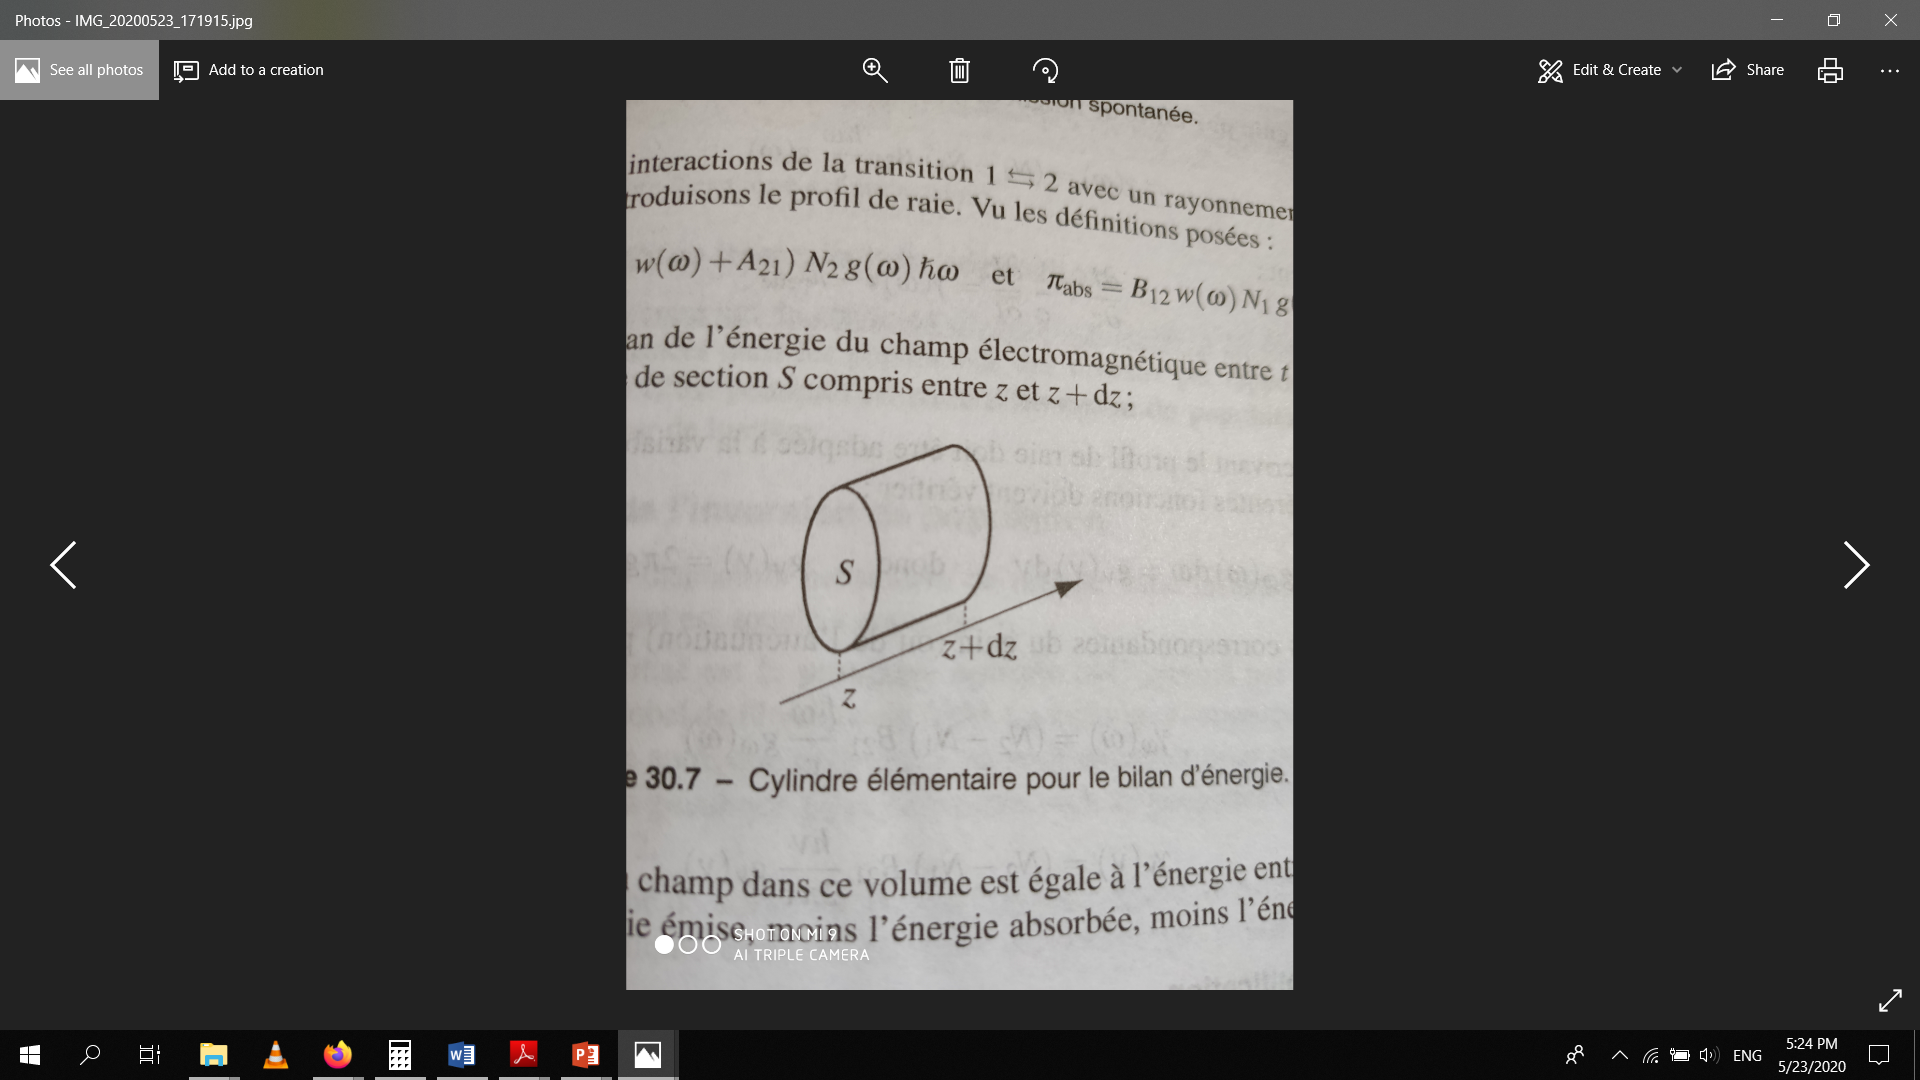 Photos - IMG_20200523_171915.jpg
See all photos
Add to a creation
Edit & Create
Share
spontanée.
interactions de la transition 1 ⇆ 2 avec un
roduisons le profil de raie. Vu les définitions posées :
w(ω) + A21) N2 g(ω) ħω et πabs = B12 w(ω) N1 g
de l'énergie du champ électromagnétique entre t
de section S compris entre z et z + dz ;
S
z+dz
z
30.7 – Cylindre élémentaire pour le bilan d'énergie.
champ dans ce volume est égale à l'énergie
émise, moins l'énergie absorbée, moins
SHOT ON MI 9
AI TRIPLE CAMERA
ENG
5:24 PM
5/23/2020